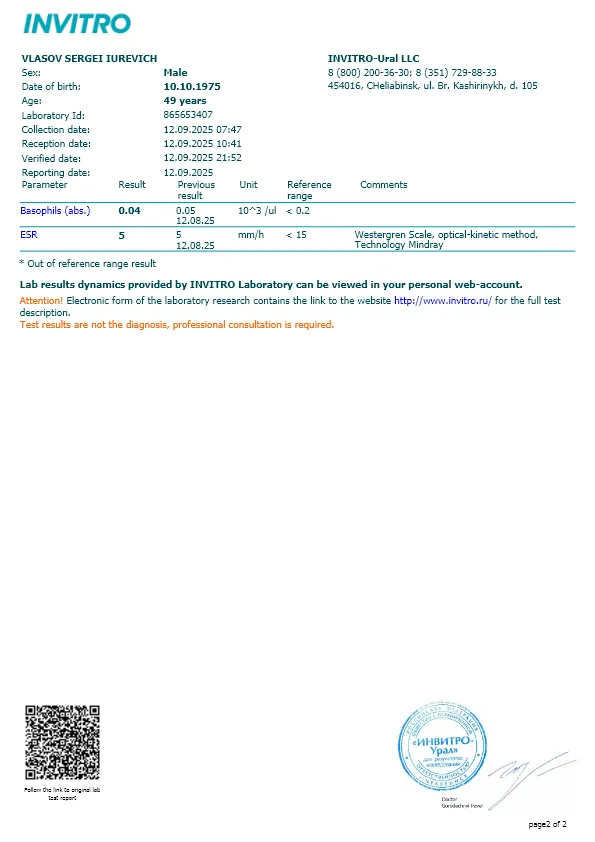 INVITRO
VLASOV SERGEI IUREVICH
INVITRO-Ural LLC
Sex: Male
8 (800) 200-36-30; 8 (351) 729-88-33
Date of birth: 10.10.1975
454016, CHeliabinsk, ul. Br. Kashirinykh, d. 105
Age: 49 years
Laboratory Id: 865653407
Collection date: 12.09.2025 07:47
Reception date: 12.09.2025 10:41
Verified date: 12.09.2025 21:52
Reporting date: 12.09.2025
Parameter Result Previous result Unit Reference range Comments
Basophils (abs.) 0.04 0.05 12.08.25 10^3 /ul < 0.2
ESR 5 5 12.08.25 mm/h < 15 Westergren Scale, optical-kinetic method, Technology Mindray
* Out of reference range result
Lab results dynamics provided by INVITRO Laboratory can be viewed in your personal web-account.
Attention! Electronic form of the laboratory research contains the link to the website http://www.invitro.ru/ for the full test
description.
Test results are not the diagnosis, professional consultation is required.
«ИНВИТРО-
Урал»
для результатов
исследований
ОТВЕТСТВЕННОСТЬЮ
ЧЕЛЯБИНСК
Follow the link to original lab
test report
Doctor
Gorodechnyi Pavel
page2 of 2